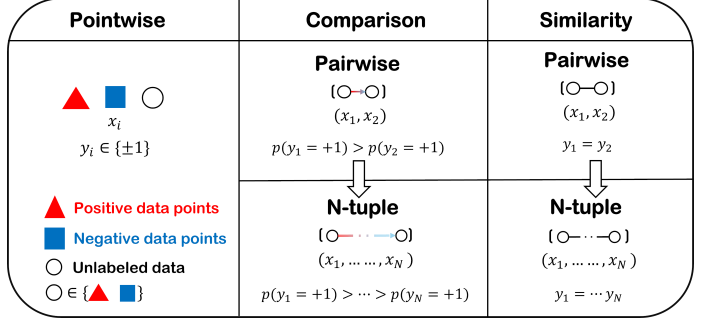 Pointwise
x_i
y_i ∈ {±1}
Positive data points
Negative data points
Unlabeled data
∈ { }
Comparison
Pairwise
( )
(x_1, x_2)
p(y_1 = +1) > p(y_2 = +1)
N-tuple
( ·· )
(x_1, … …, x_N)
p(y_1 = +1) > ··· > p(y_N = +1)
Similarity
Pairwise
( )
(x_1, x_2)
y_1 = y_2
N-tuple
( ·· )
(x_1, … …, x_N)
y_1 = ··· y_N